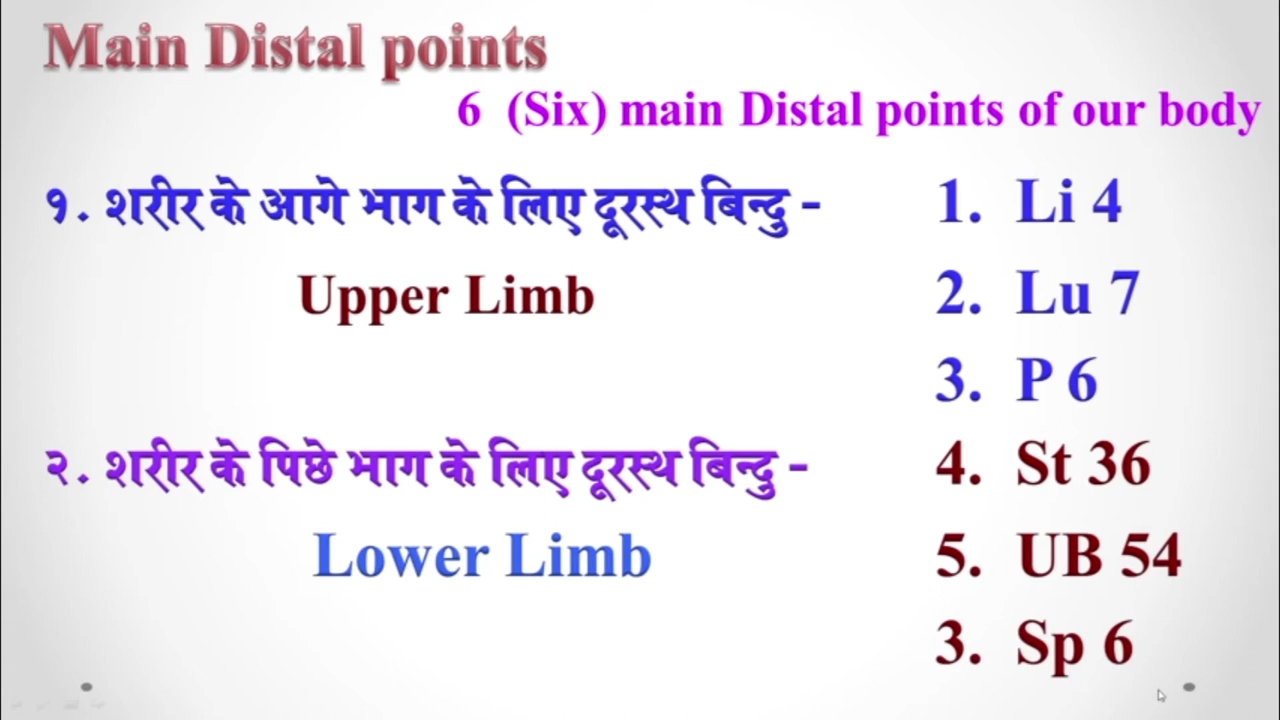 Main Distal points
6 (Six) main Distal points of our body
१. शरीर के आगे भाग के लिए दूरस्थ बिन्दु - 1. Li 4
Upper Limb 2. Lu 7
3. P 6
२. शरीर के पिछे भाग के लिए दूरस्थ बिन्दु - 4. St 36
Lower Limb 5. UB 54
3. Sp 6